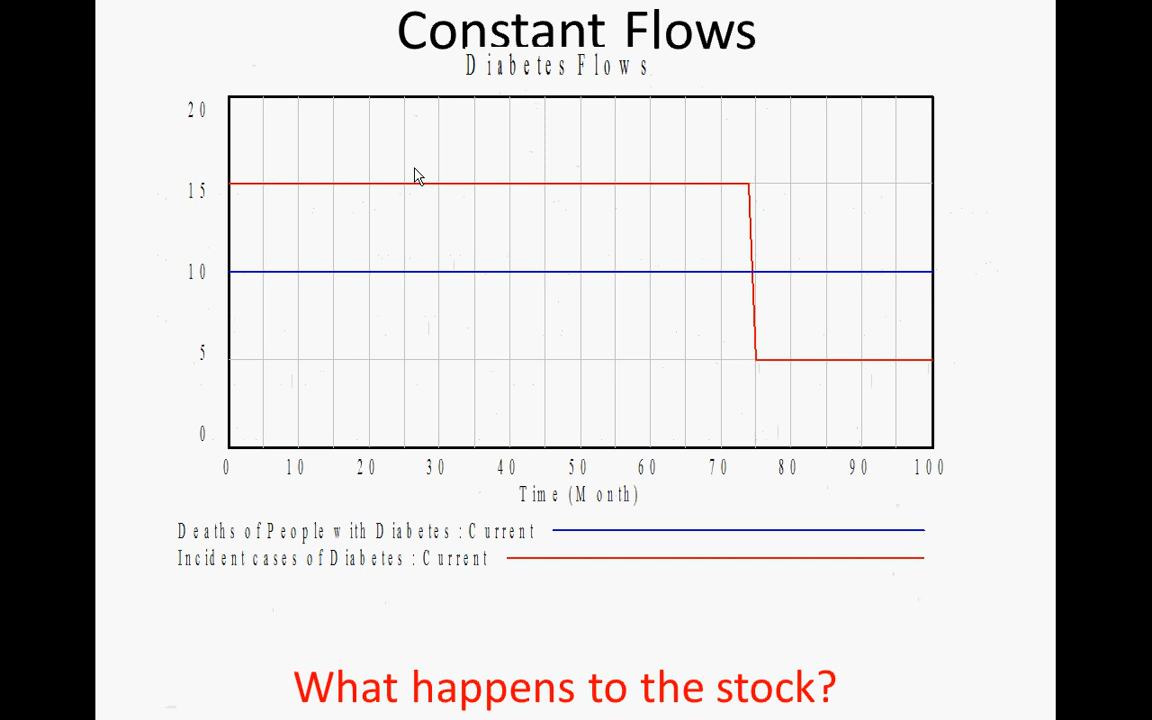 Constant Flows
Diabetes Flows
20
15
10
5
0
0 10 20 30 40 50 60 70 80 90 100
Time (Month)
Deaths of People with Diabetes : Current
Incident cases of Diabetes : Current
What happens to the stock?